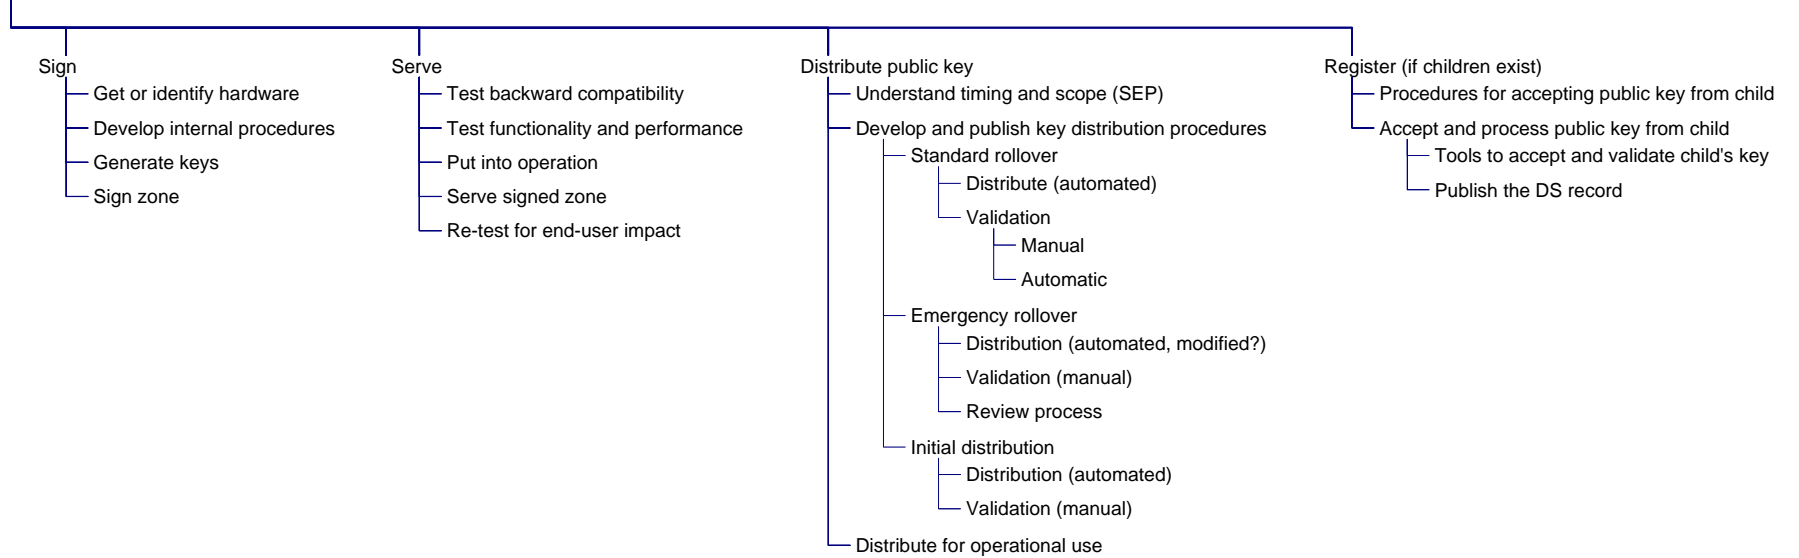 Sign
Get or identify hardware
Develop internal procedures
Generate keys
Sign zone
Serve
Test backward compatibility
Test functionality and performance
Put into operation
Serve signed zone
Re-test for end-user impact
Distribute public key
Understand timing and scope (SEP)
Develop and publish key distribution procedures
Standard rollover
Distribute (automated)
Validation
Manual
Automatic
Emergency rollover
Distribution (automated, modified?)
Validation (manual)
Review process
Initial distribution
Distribution (automated)
Validation (manual)
Distribute for operational use
Register (if children exist)
Procedures for accepting public key from child
Accept and process public key from child
Tools to accept and validate child's key
Publish the DS record